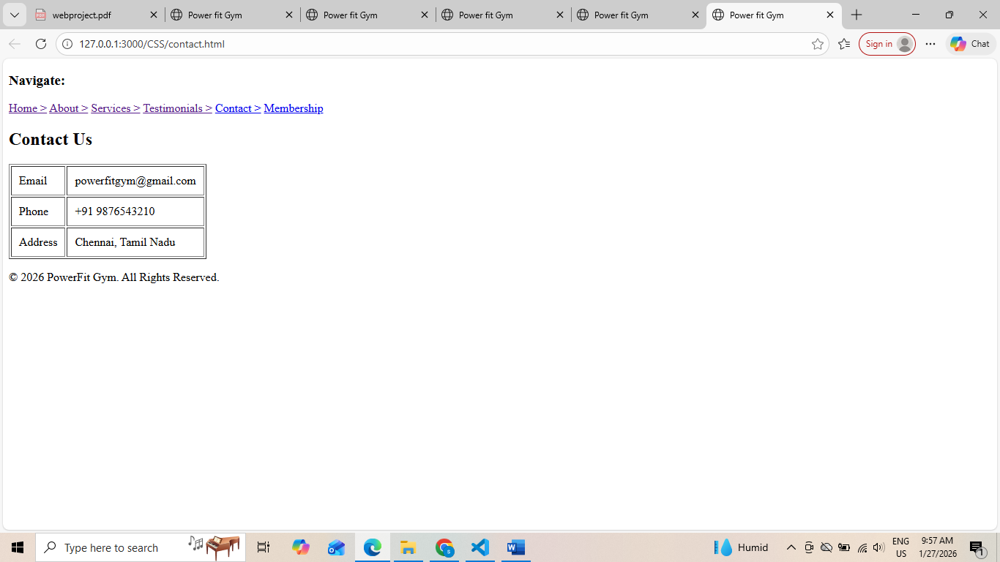 webproject.pdf
Power fit Gym
Power fit Gym
Power fit Gym
Power fit Gym
Power fit Gym
127.0.0.1:3000/CSS/contact.html
Sign in
Chat
Navigate:
Home > About > Services > Testimonials > Contact > Membership
Contact Us
Email powerfitgym@gmail.com
Phone +91 9876543210
Address Chennai, Tamil Nadu
© 2026 PowerFit Gym. All Rights Reserved.
Type here to search
Humid
ENG
US
9:57 AM
1/27/2026
1